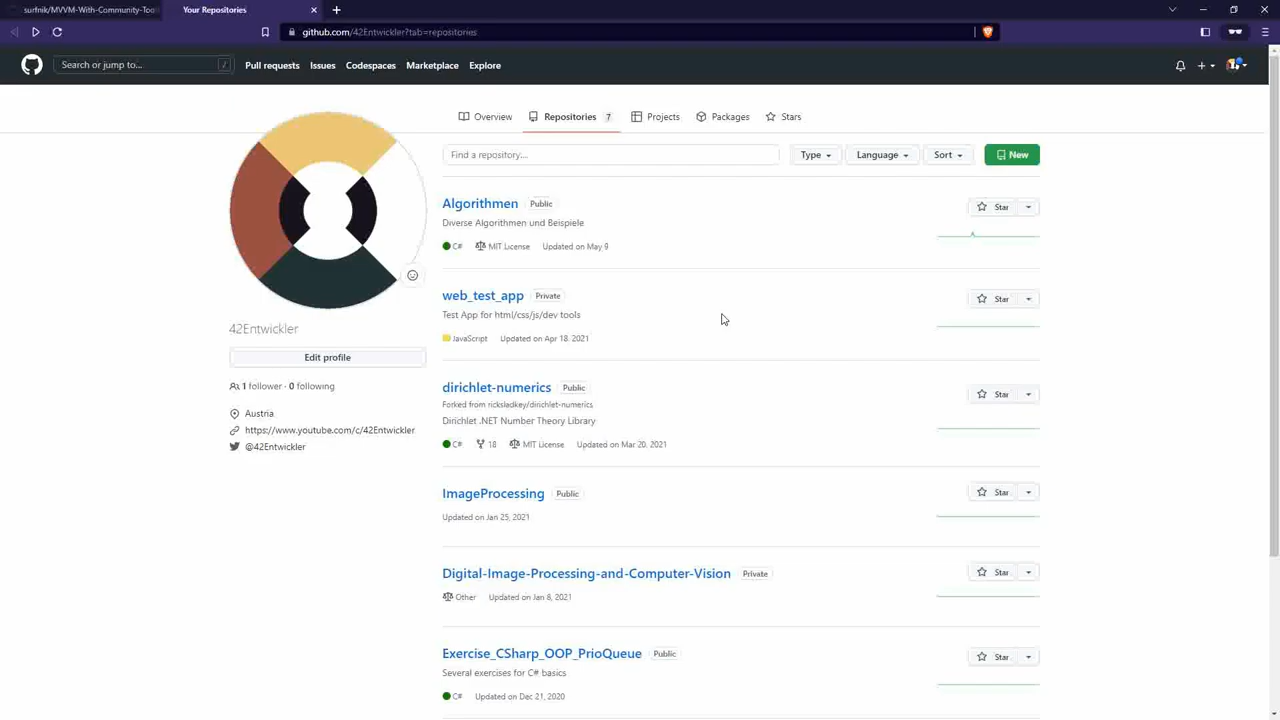 surfnik/MVVM-With-Community-Too
Your Repositories
github.com/42Entwickler?tab=repositories
Search or jump to...
/
Pull requests
Issues
Codespaces
Marketplace
Explore
Overview
Repositories 7
Projects
Packages
Stars
Find a repository...
Type
Language
Sort
New
42Entwickler
Edit profile
1 follower · 0 following
Austria
https://www.youtube.com/c/42Entwickler
@42Entwickler
Algorithmen Public
Star
Diverse Algorithmen und Beispiele
C# MIT License Updated on May 9
web_test_app Private
Star
Test App for html/css/js/dev tools
JavaScript Updated on Apr 18, 2021
dirichlet-numerics Public
Star
Forked from ricksladkey/dirichlet-numerics
Dirichlet .NET Number Theory Library
C# 18 MIT License Updated on Mar 20, 2021
ImageProcessing Public
Star
Updated on Jan 25, 2021
Digital-Image-Processing-and-Computer-Vision Private
Star
Other Updated on Jan 8, 2021
Exercise_CSharp_OOP_PrioQueue Public
Star
Several exercises for C# basics
C# Updated on Dec 21, 2020